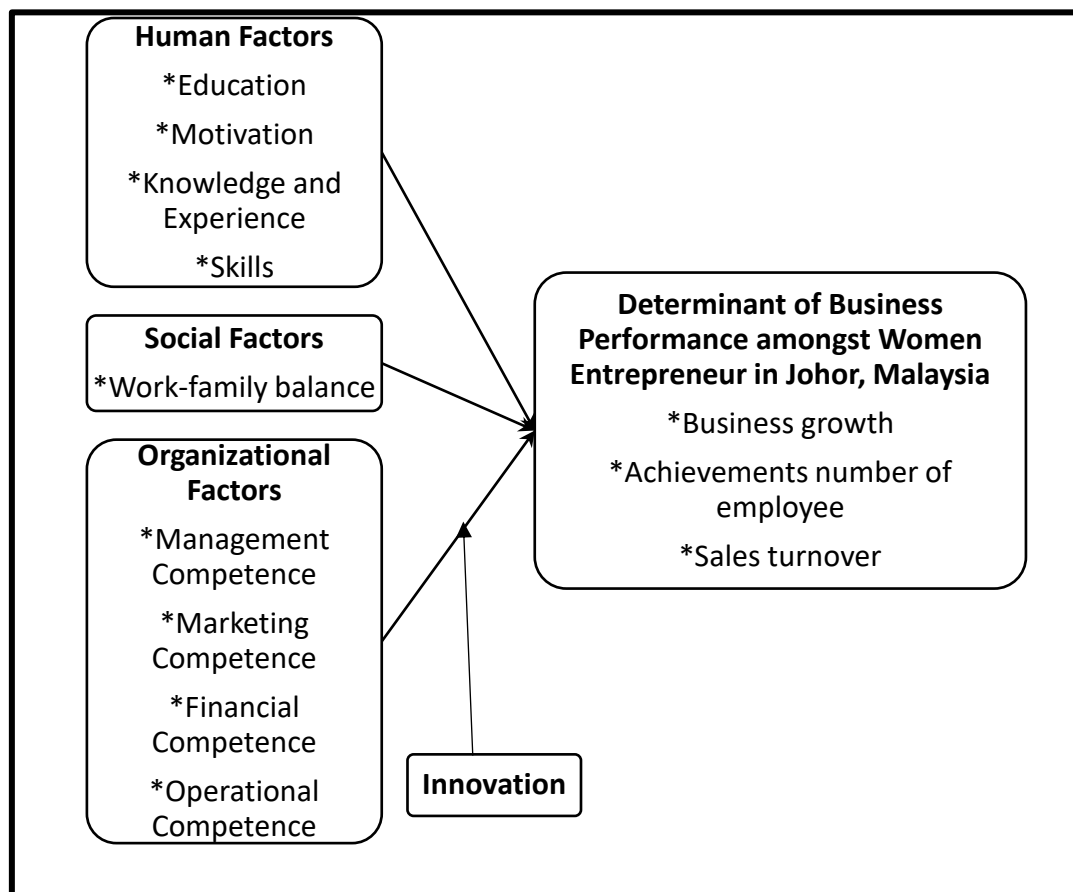 Human Factors
*Education
*Motivation
*Knowledge and
Experience
*Skills
Social Factors
*Work-family balance
Organizational
Factors
*Management
Competence
*Marketing
Competence
*Financial
Competence
*Operational
Competence
Innovation
Determinant of Business
Performance amongst Women
Entrepreneur in Johor, Malaysia
*Business growth
*Achievements number of
employee
*Sales turnover